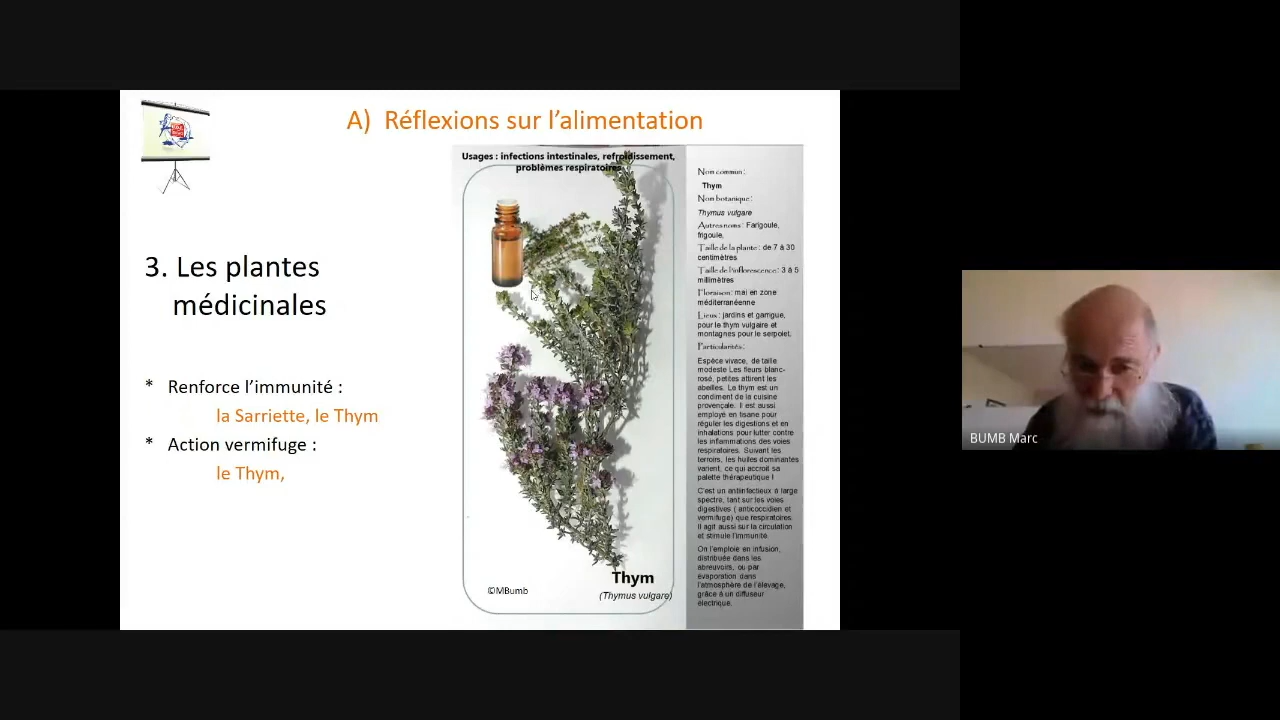 A) Réflexions sur l’alimentation
3. Les plantes
médicinales
* Renforce l’immunité :
la Sarriette, le Thym
* Action vermifuge :
le Thym,
Usages : infections intestinales, refroidissement,
problèmes respiratoires
©MBumb
Thym
(Thymus vulgare)
Nom commun :
Thym
Nom botanique :
Thymus vulgare
Autres noms : Farigoule,
frigoule,
Taille de la plante : de 7 à 30
centimètres
Taille de l'inflorescence : 3 à 5
millimètres
Floraison : mai en zone
méditerranéenne
Lieux : jardins et garrigue,
pour le thym vulgaire et
montagnes pour le serpolet.
Particularités :
Espèce vivace, de taille
modeste Les fleurs blanc-
rosé, petites attirent les
abeilles. Le thym est un
condiment de la cuisine
provençale. Il est aussi
employé en tisane pour
réguler les digestions et en
inhalations pour lutter contre
les inflammations des voies
respiratoires. Suivant les
terroirs, les huiles dominantes
varient, ce qui accroit sa
palette thérapeutique !
C'est un antiinfectieux à large
spectre, tant sur les voies
digestives ( anticoccidien et
vermifuge) que respiratoires.
Il agit aussi sur la circulation
et stimule l'immunité.
On l'emploie en infusion,
distribuée dans les
abreuvoirs, ou par
évaporation dans
l'atmosphère de l'élevage,
grâce à un diffuseur
électrique.
BUMB Marc